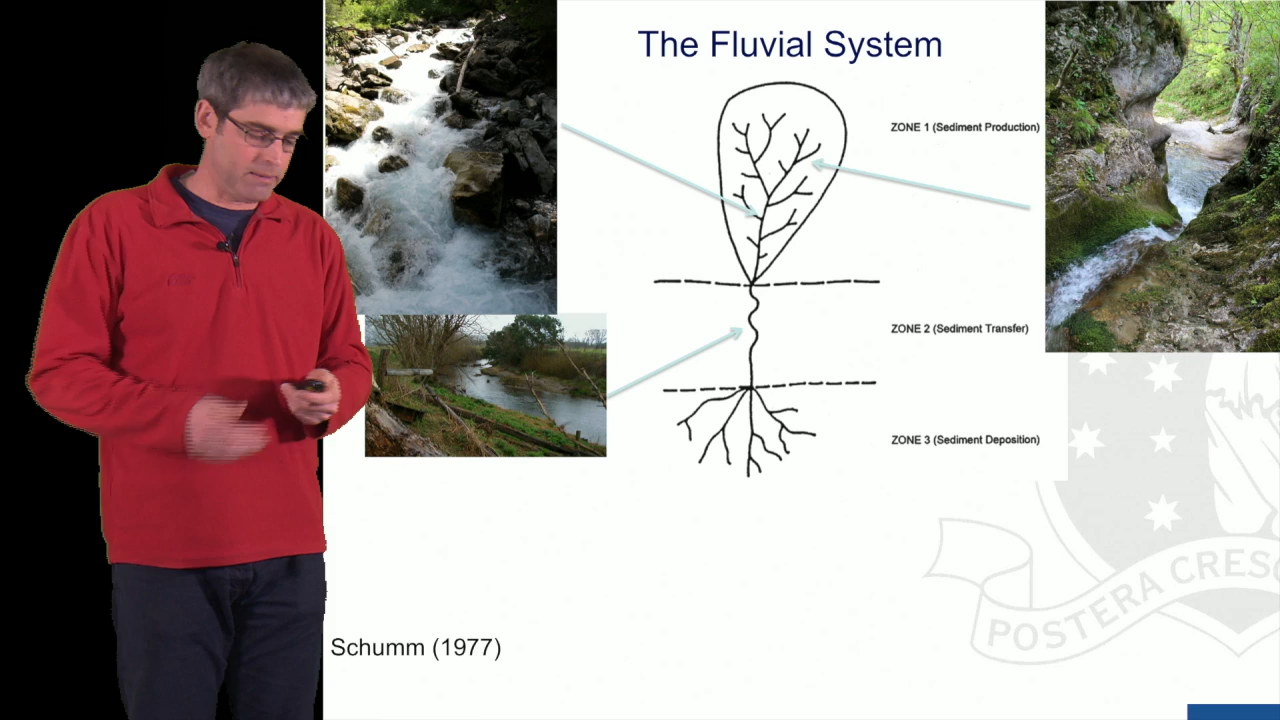 The Fluvial System
ZONE 1 (Sediment Production)
ZONE 2 (Sediment Transfer)
ZONE 3 (Sediment Deposition)
POSTERA CRESC
Schumm (1977)